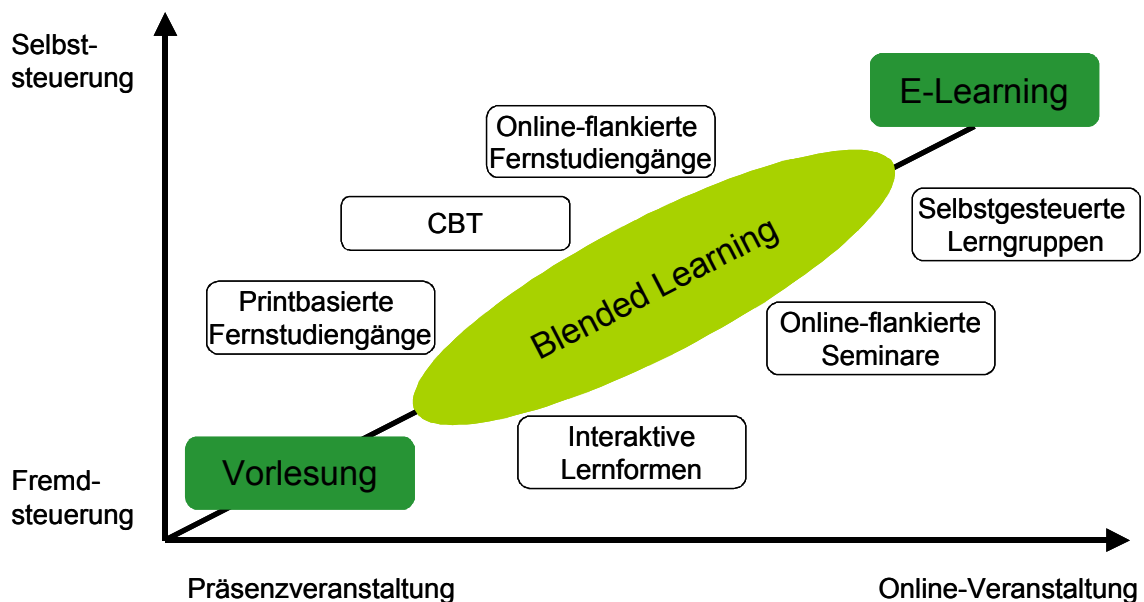 Selbst-
steuerung
E-Learning
Online-flankierte
Fernstudiengänge
CBT
Selbstgesteuerte
Lerngruppen
Blended Learning
Printbasierte
Fernstudiengänge
Online-flankierte
Seminare
Interaktive
Lernformen
Vorlesung
Fremd-
steuerung
Präsenzveranstaltung
Online-Veranstaltung